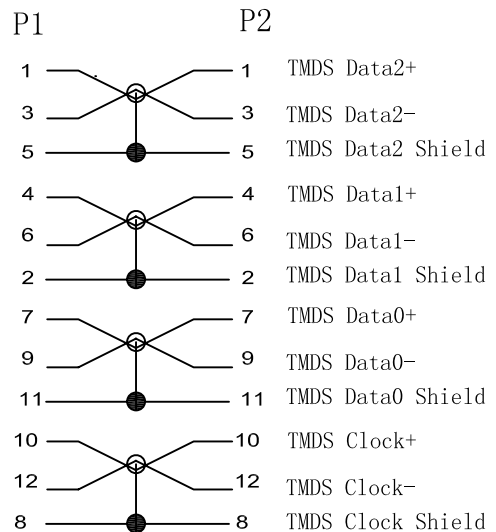 P1 P2
1 1 TMDS Data2+
3 3 TMDS Data2-
5 5 TMDS Data2 Shield
4 4 TMDS Data1+
6 6 TMDS Data1-
2 2 TMDS Data1 Shield
7 7 TMDS Data0+
9 9 TMDS Data0-
11 11 TMDS Data0 Shield
10 10 TMDS Clock+
12 12 TMDS Clock-
8 8 TMDS Clock Shield